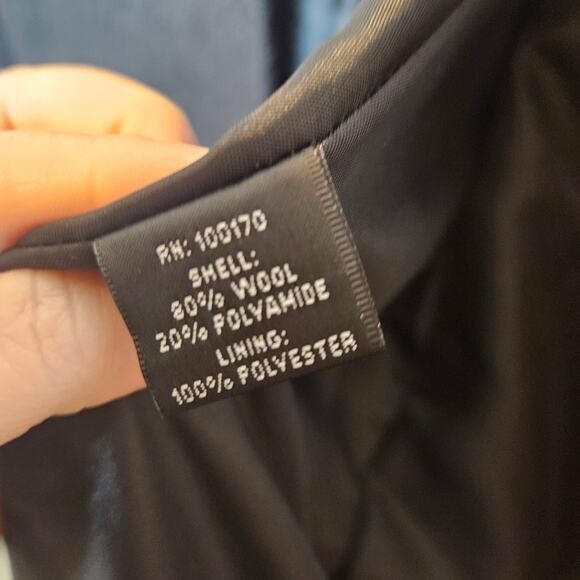 RN: 100170
SHELL:
80% WOOL
20% POLYAMIDE
LINING:
100% POLYESTER